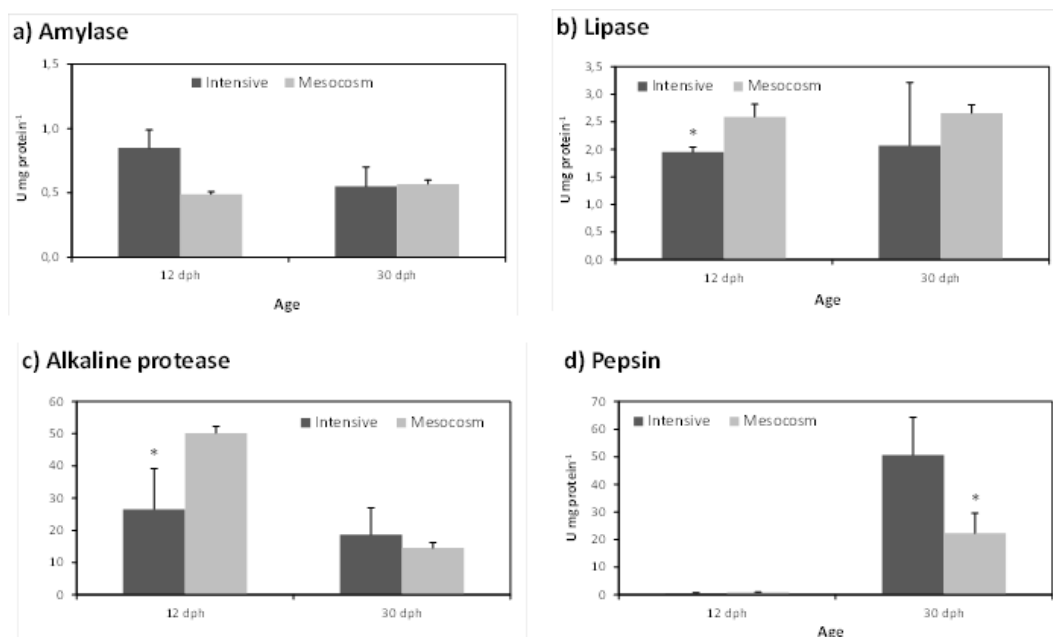 a) Amylase
1,5
Intensive Mesocosm
1,0
0,5
0,0
U mg protein-1
12 dph 30 dph
Age
b) Lipase
3,5
Intensive Mesocosm
3,0
2,5
2,0
*
1,5
1,0
0,5
0,0
U mg protein-1
12 dph 30 dph
Age
c) Alkaline protease
60
Intensive Mesocosm
50
40
*
30
20
10
0
12 dph 30 dph
d) Pepsin
70
Intensive Mesocosm
60
50
40
*
30
20
10
0
U mg protein-1
12 dph 30 dph
Age